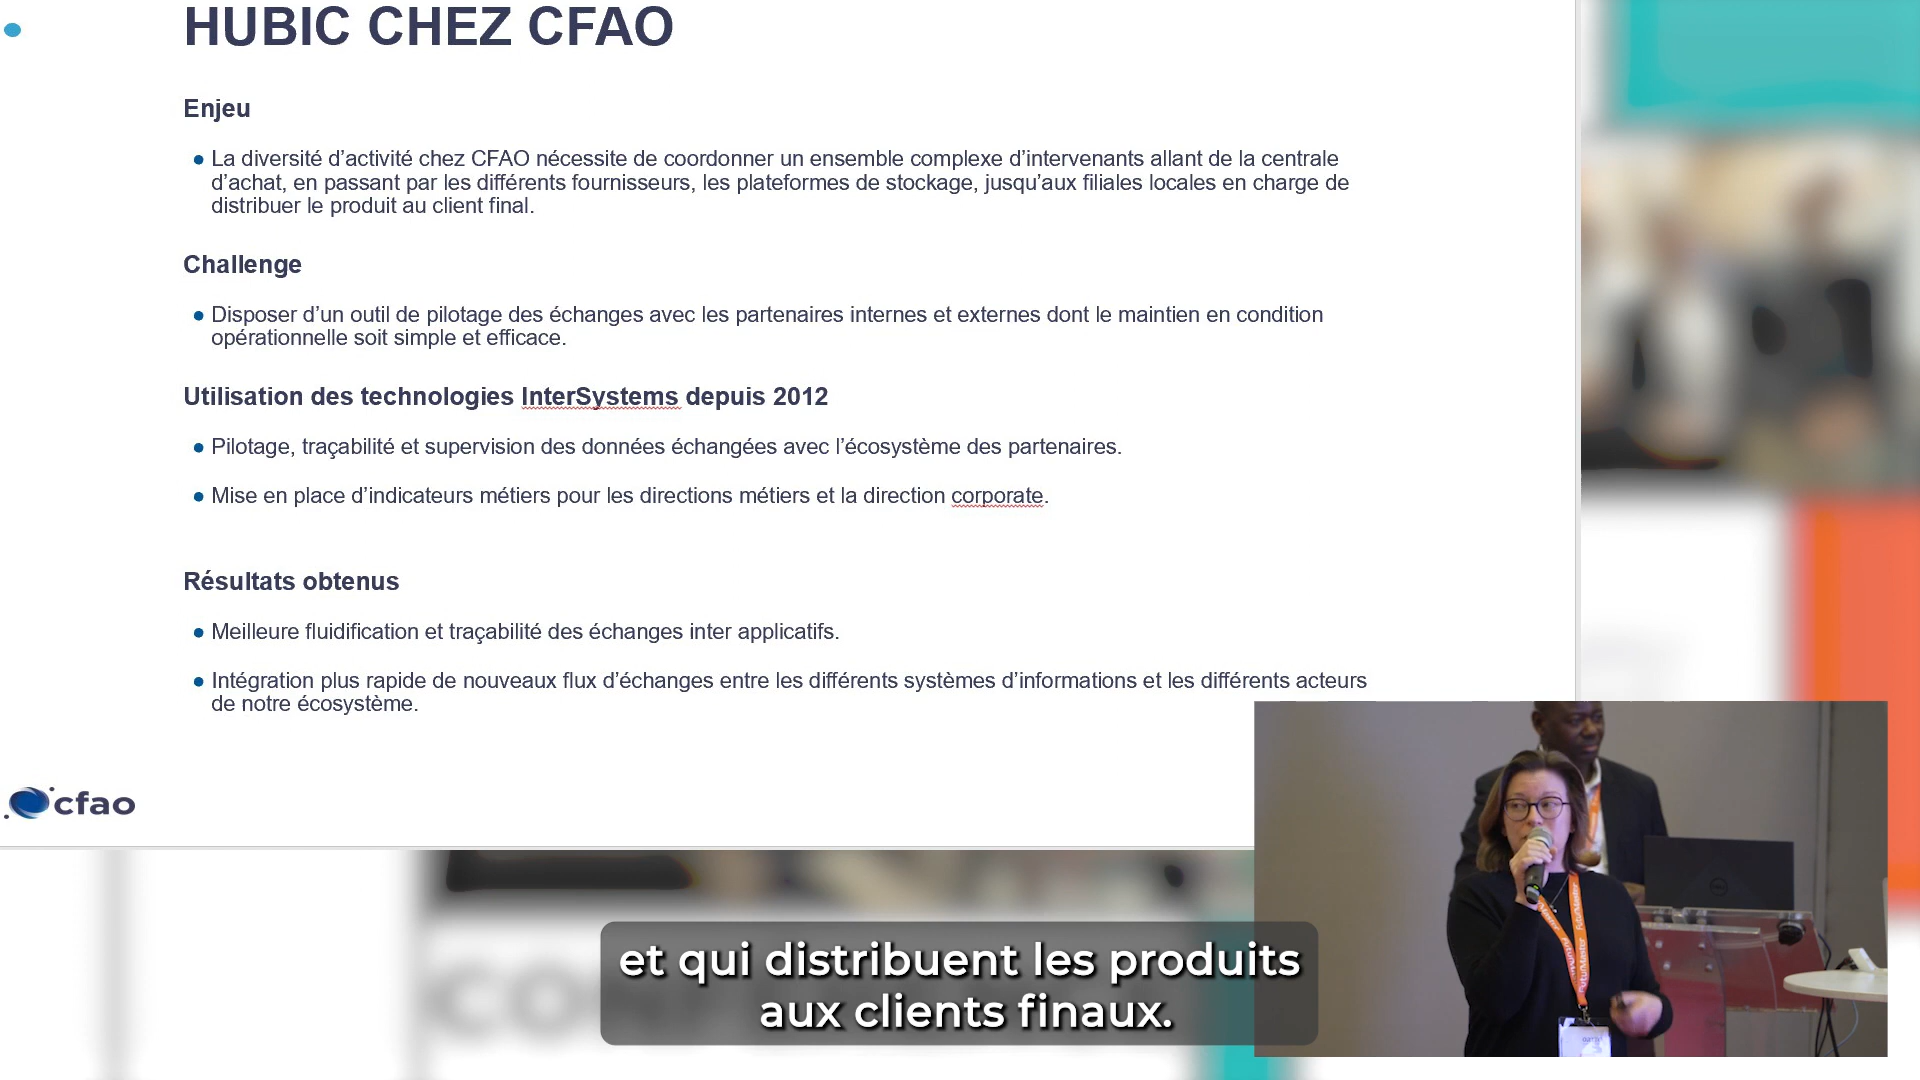 HUBIC CHEZ CFAO
Enjeu
La diversité d’activité chez CFAO nécessite de coordonner un ensemble complexe d’intervenants allant de la centrale
d’achat, en passant par les différents fournisseurs, les plateformes de stockage, jusqu’aux filiales locales en charge de
distribuer le produit au client final.
Challenge
Disposer d’un outil de pilotage des échanges avec les partenaires internes et externes dont le maintien en condition
opérationnelle soit simple et efficace.
Utilisation des technologies InterSystems depuis 2012
Pilotage, traçabilité et supervision des données échangées avec l’écosystème des partenaires.
Mise en place d’indicateurs métiers pour les directions métiers et la direction corporate.
Résultats obtenus
Meilleure fluidification et traçabilité des échanges inter applicatifs.
Intégration plus rapide de nouveaux flux d’échanges entre les différents systèmes d’informations et les différents acteurs
de notre écosystème.
cfao
et qui distribuent les produits
aux clients finaux.